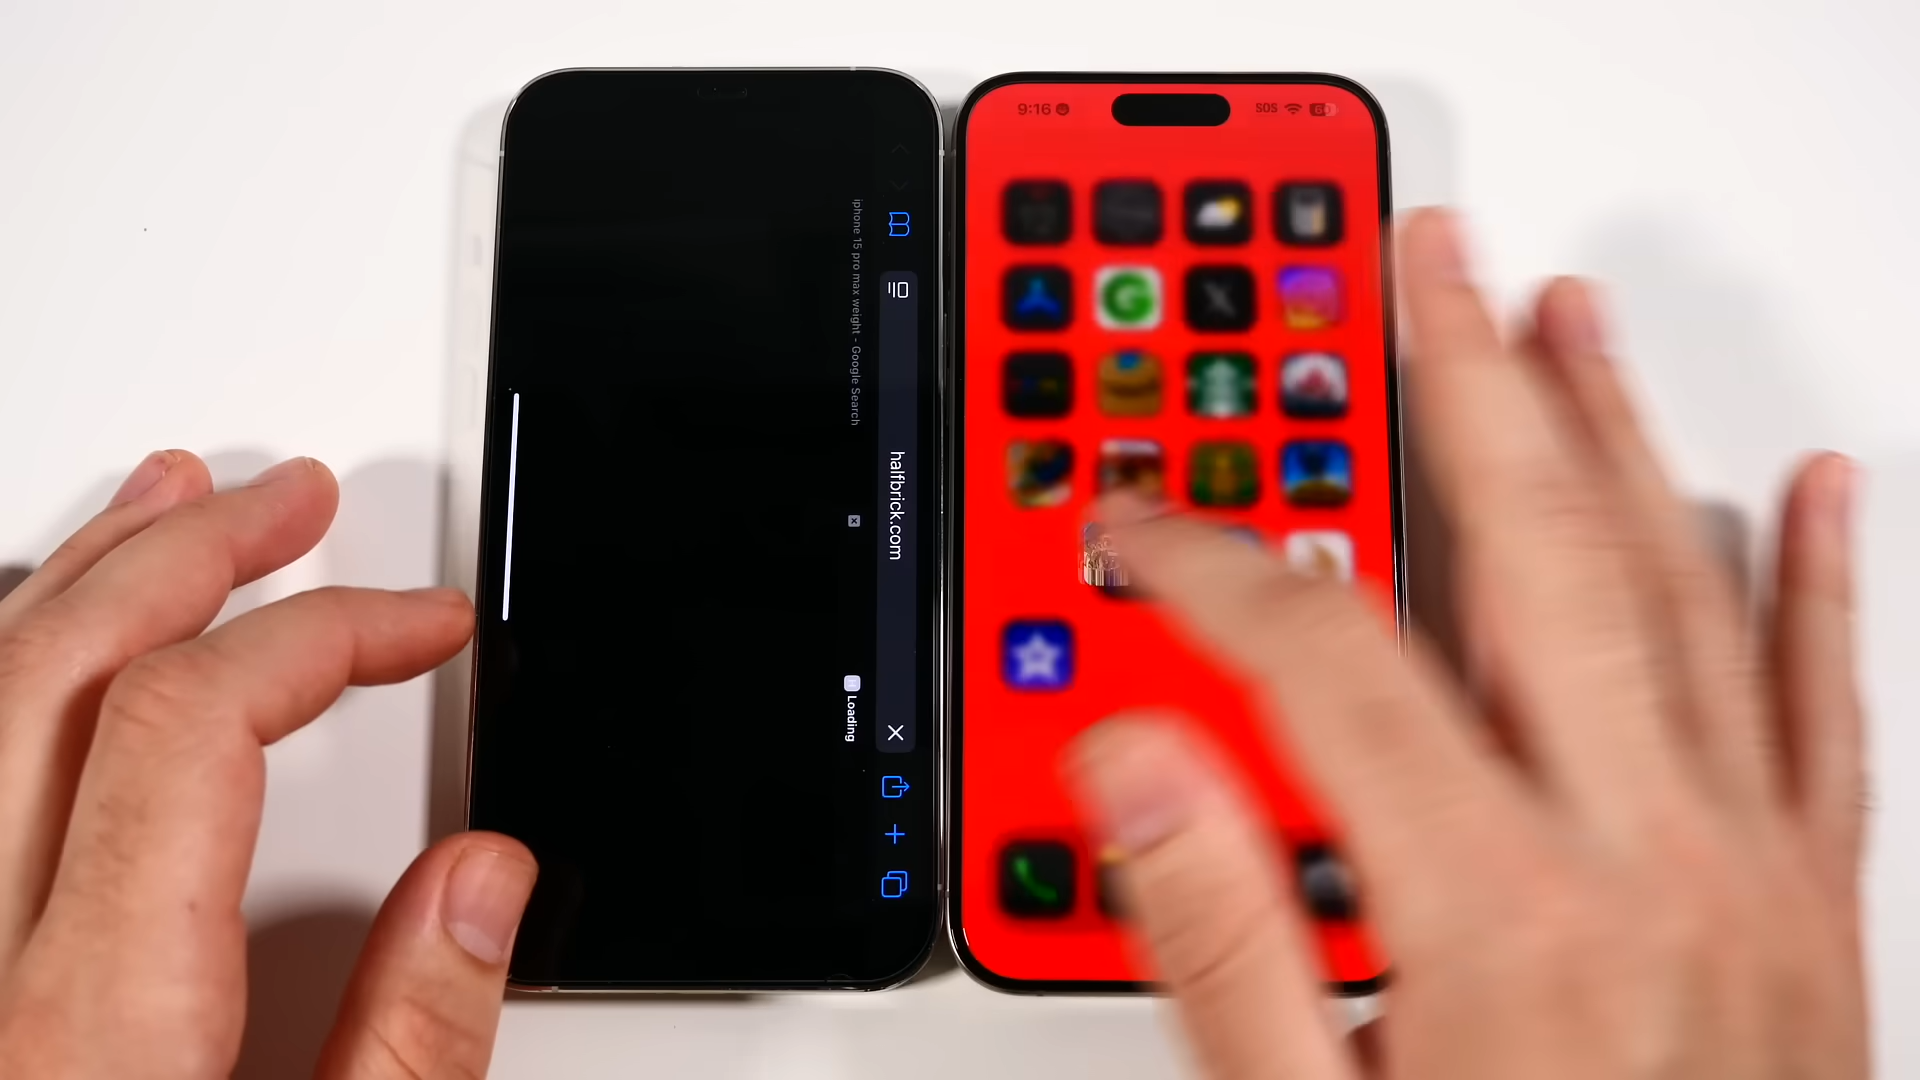 iphone 15 pro max weight - Google Search
halfbrick.com
Loading
9:16
SOS